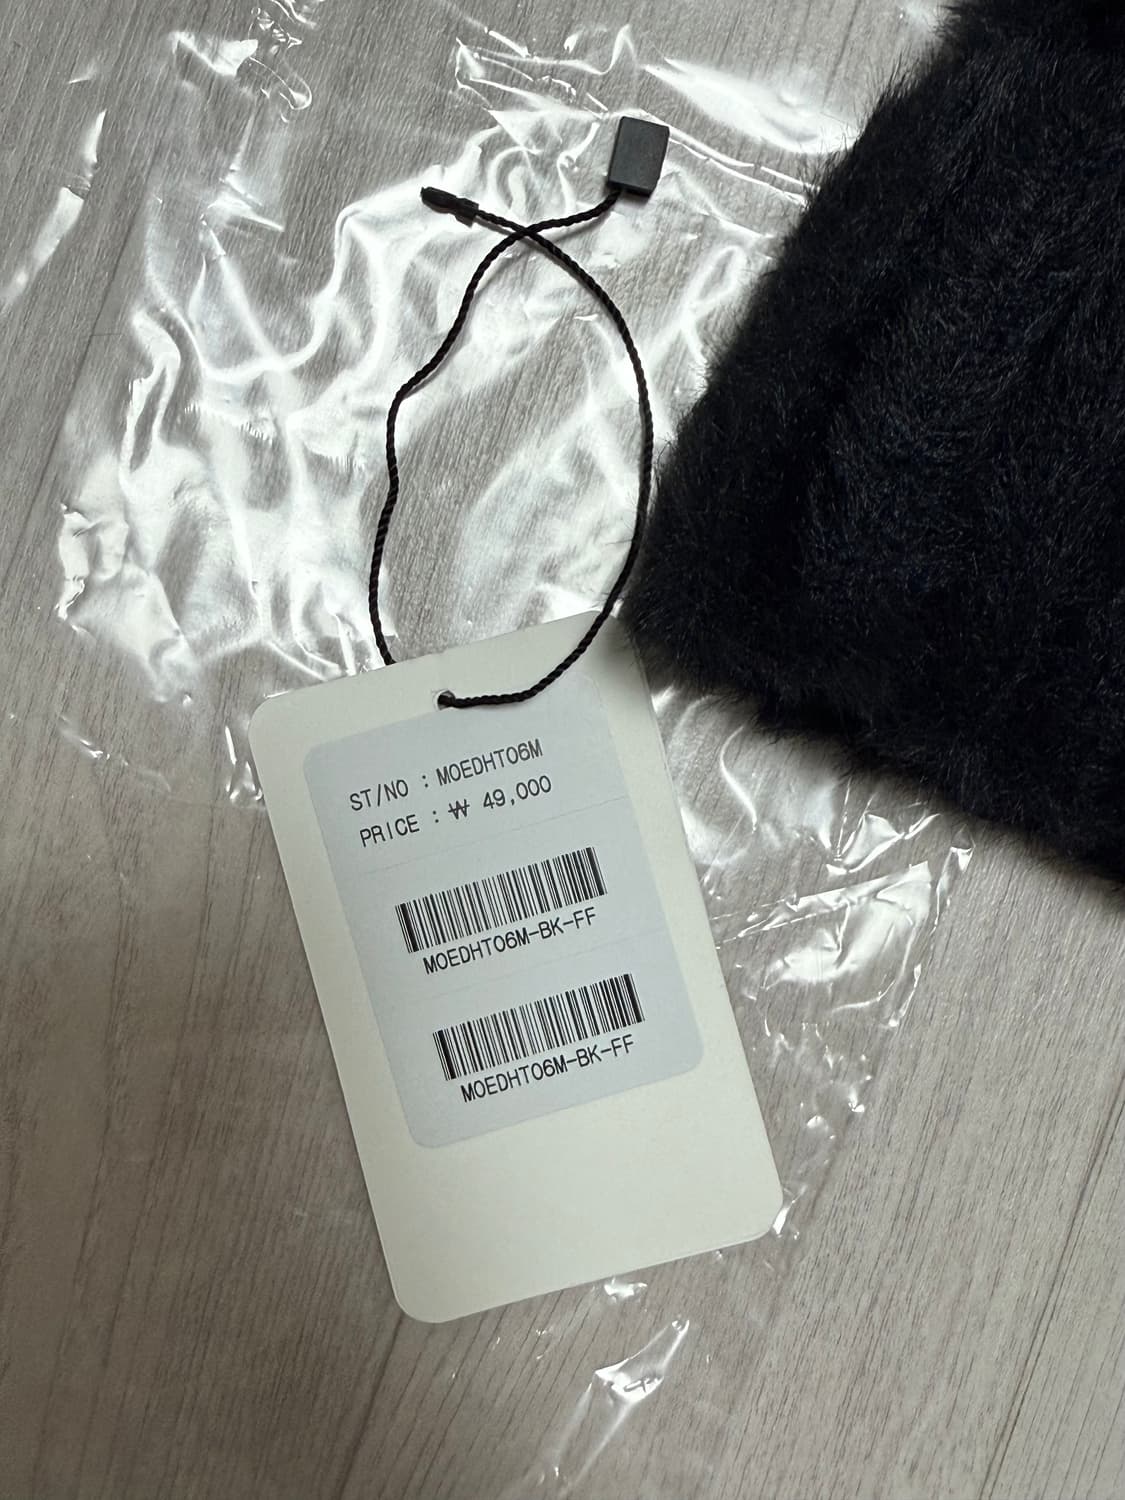 ST/NO : MOEDHT06M
PRICE : ₩ 49,000
MOEDHT06M-BK-FF
MOEDHT06M-BK-FF